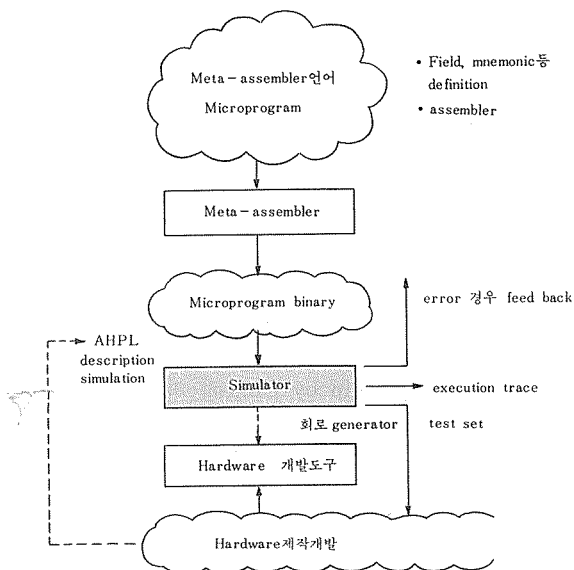 Meta-assembler언어
Microprogram
• Field, mnemonic등
definition
• assembler
Meta-assembler
Microprogram binary
error 경우 feed back
AHPL
description
simulation
Simulator
execution trace
회로 generator
test set
Hardware 개발도구
Hardware제작개발